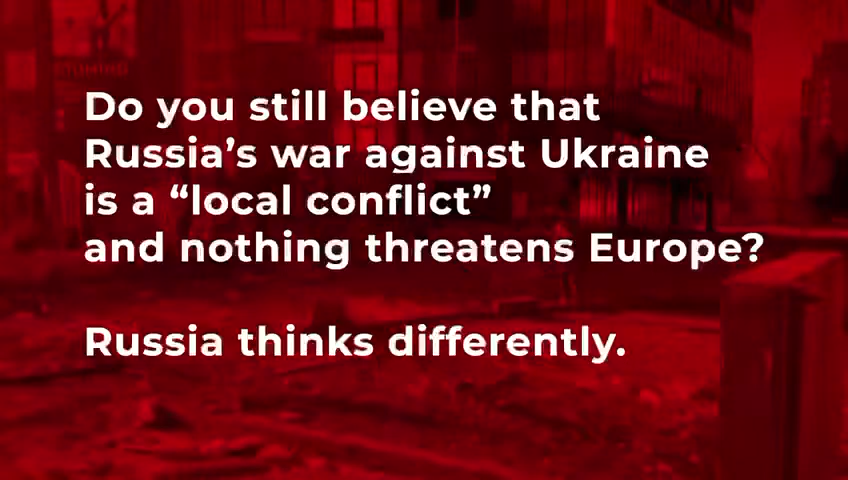 Do you still believe that
Russia’s war against Ukraine
is a “local conflict”
and nothing threatens Europe?
Russia thinks differently.